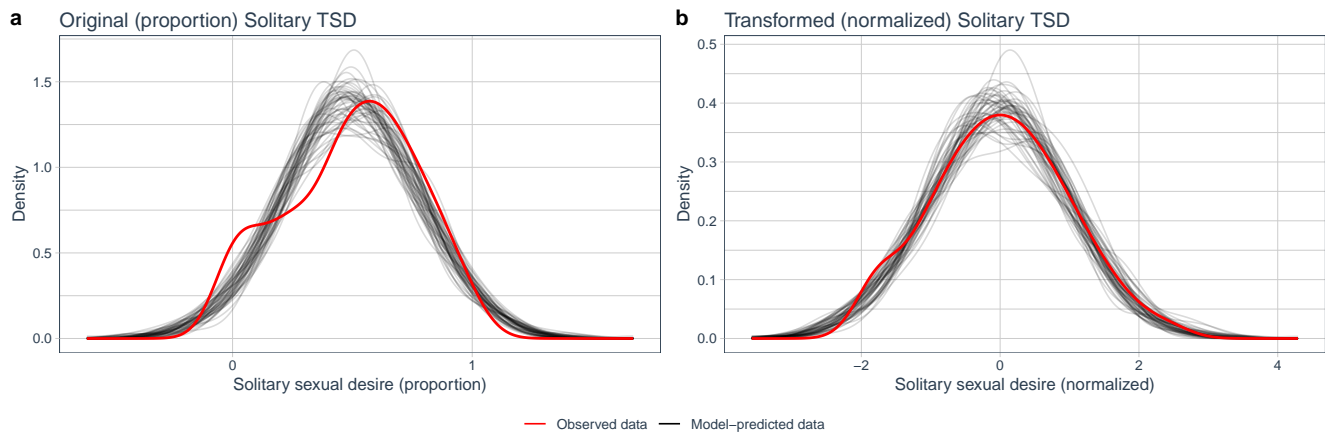 a Original (proportion) Solitary TSD
Density
1.5
1.0
0.5
0.0
0 1
Solitary sexual desire (proportion)
b Transformed (normalized) Solitary TSD
Density
0.5
0.4
0.3
0.2
0.1
0.0
−2 0 2 4
Solitary sexual desire (normalized)
Observed data Model−predicted data